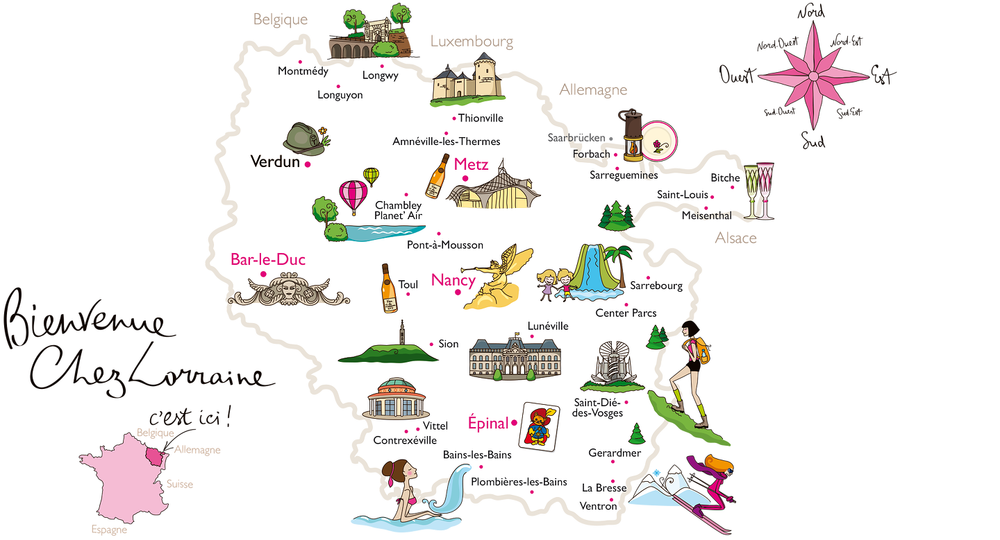 Belgique
Luxembourg
Nord
Nord-Ouest
Nord-Est
Ouest
Est
Sud-Ouest
Sud-Est
Sud
Montmédy
Longwy
Longuyon
Allemagne
Thionville
Amnéville-les-Thermes
Saarbrücken
Forbach
Sarreguemines
Verdun
Metz
Bitche
Saint-Louis
Meisenthal
Chambley
Planet' Air
Alsace
Pont-à-Mousson
Bar-le-Duc
Toul
Nancy
Sarrebourg
Center Parcs
Bienvenue
Chez Lorraine
Lunéville
Sion
Saint-Dié-
des-Vosges
Vittel
Contrexéville
Épinal
Bains-les-Bains
Plombières-les-Bains
Gerardmer
La Bresse
Ventron
c'est ici !
Belgique
Allemagne
Suisse
Espagne